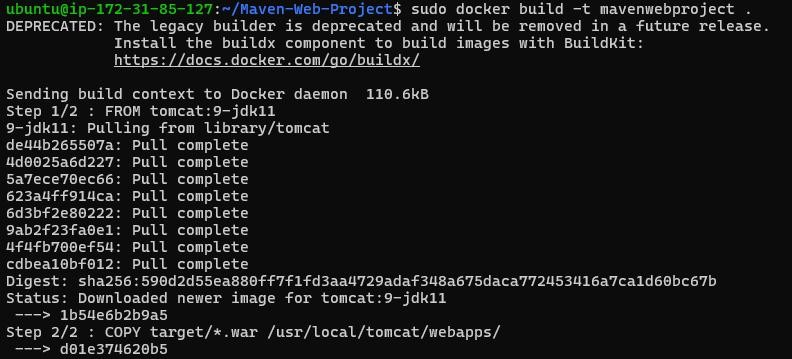 ubuntu@ip-172-31-85-127:~/Maven-Web-Project$ sudo docker build -t mavenwebproject .
DEPRECATED: The legacy builder is deprecated and will be removed in a future release.
            Install the buildx component to build images with BuildKit:
            https://docs.docker.com/go/buildx/

Sending build context to Docker daemon  110.6kB
Step 1/2 : FROM tomcat:9-jdk11
9-jdk11: Pulling from library/tomcat
de44b265507a: Pull complete
4d0025a6d227: Pull complete
5a7ece70ec66: Pull complete
623a4ff914ca: Pull complete
6d3bf2e80222: Pull complete
9ab2f23fa0e1: Pull complete
4f4fb700ef54: Pull complete
cdbea10bf012: Pull complete
Digest: sha256:590d2d55ea880ff7f1fd3aa4729adaf348a675daca772453416a7ca1d60bc67b
Status: Downloaded newer image for tomcat:9-jdk11
 ---> 1b54e6b2b9a5
Step 2/2 : COPY target/*.war /usr/local/tomcat/webapps/
 ---> d01e374620b5